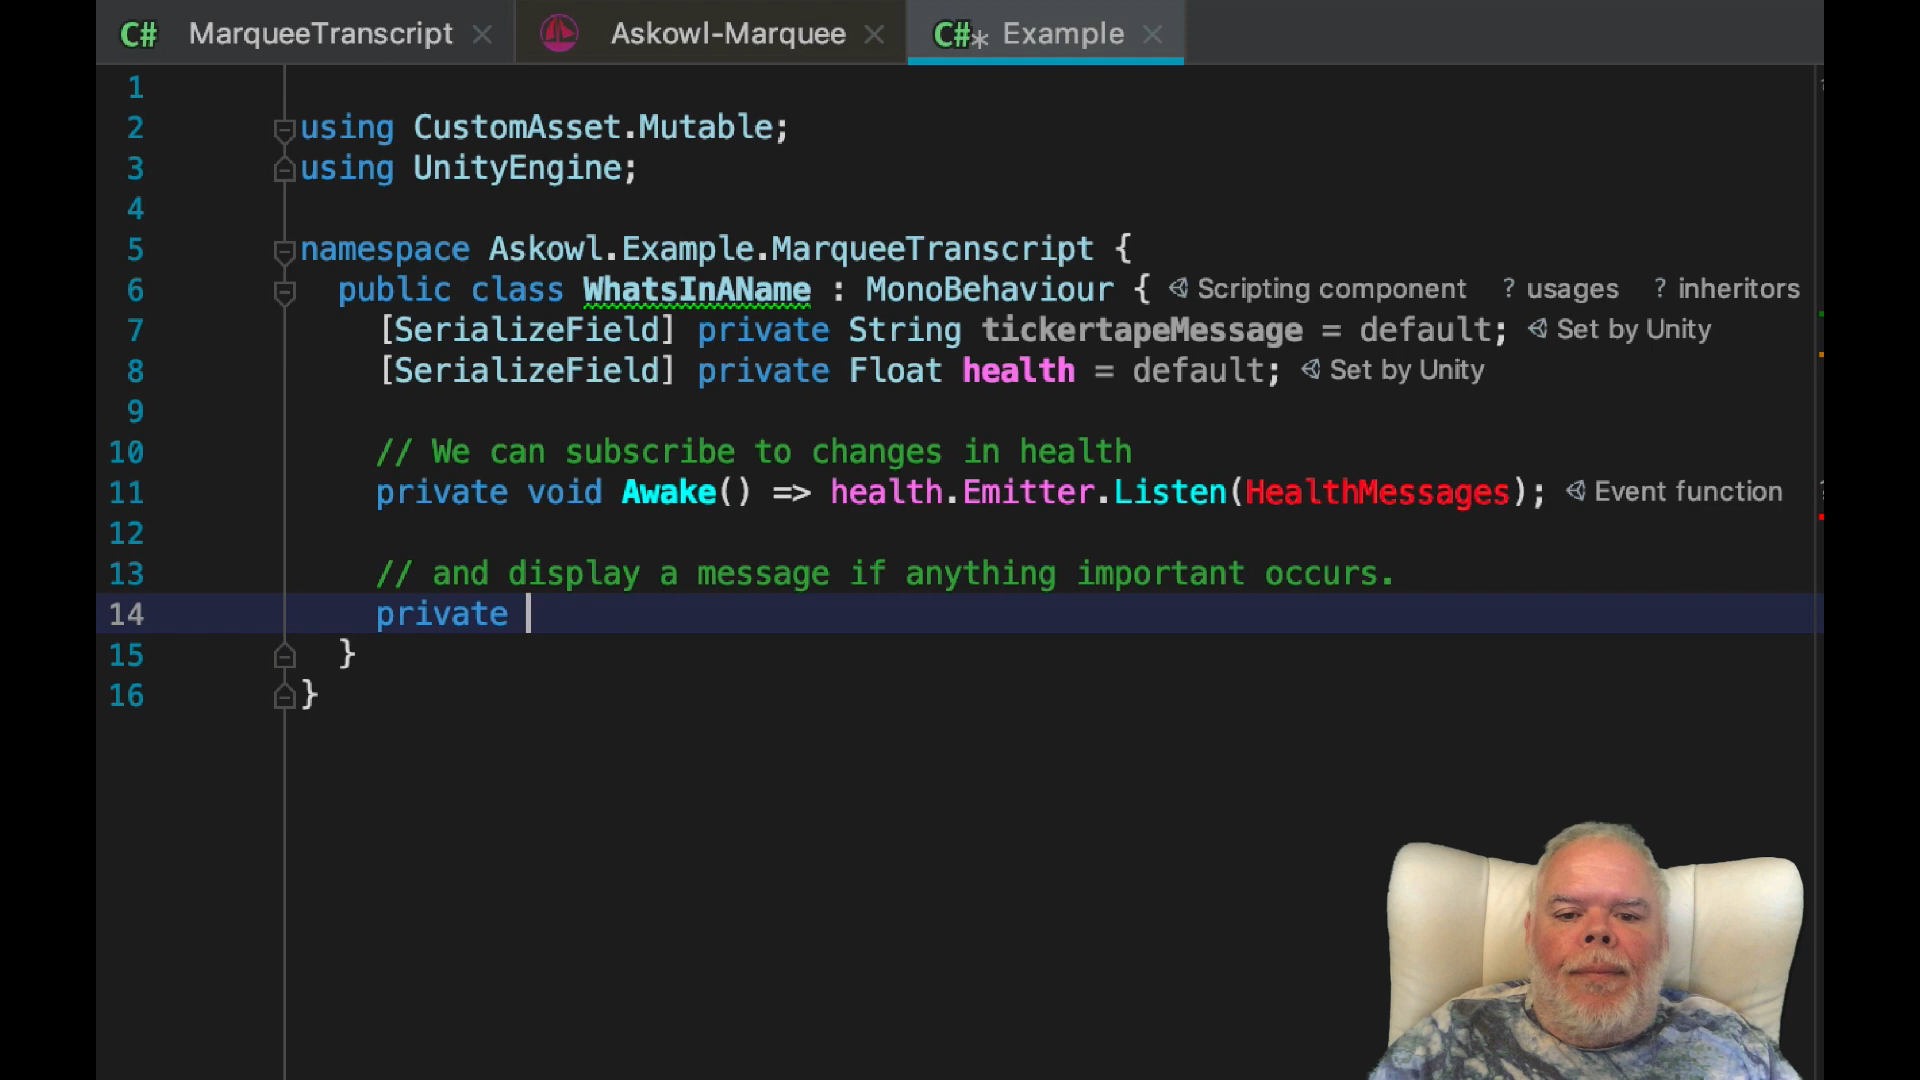 C# MarqueeTranscript × Askowl-Marquee × C#* Example ×
1
2 using CustomAsset.Mutable;
3 using UnityEngine;
4
5 namespace Askowl.Example.MarqueeTranscript {
6 public class WhatsInAName : MonoBehaviour { Scripting component ? usages ? inheritors
7 [SerializeField] private String tickertapeMessage = default; Set by Unity
8 [SerializeField] private Float health = default; Set by Unity
9
10 // We can subscribe to changes in health
11 private void Awake() => health.Emitter.Listen(HealthMessages); Event function ?
12
13 // and display a message if anything important occurs.
14 private
15 }
16 }